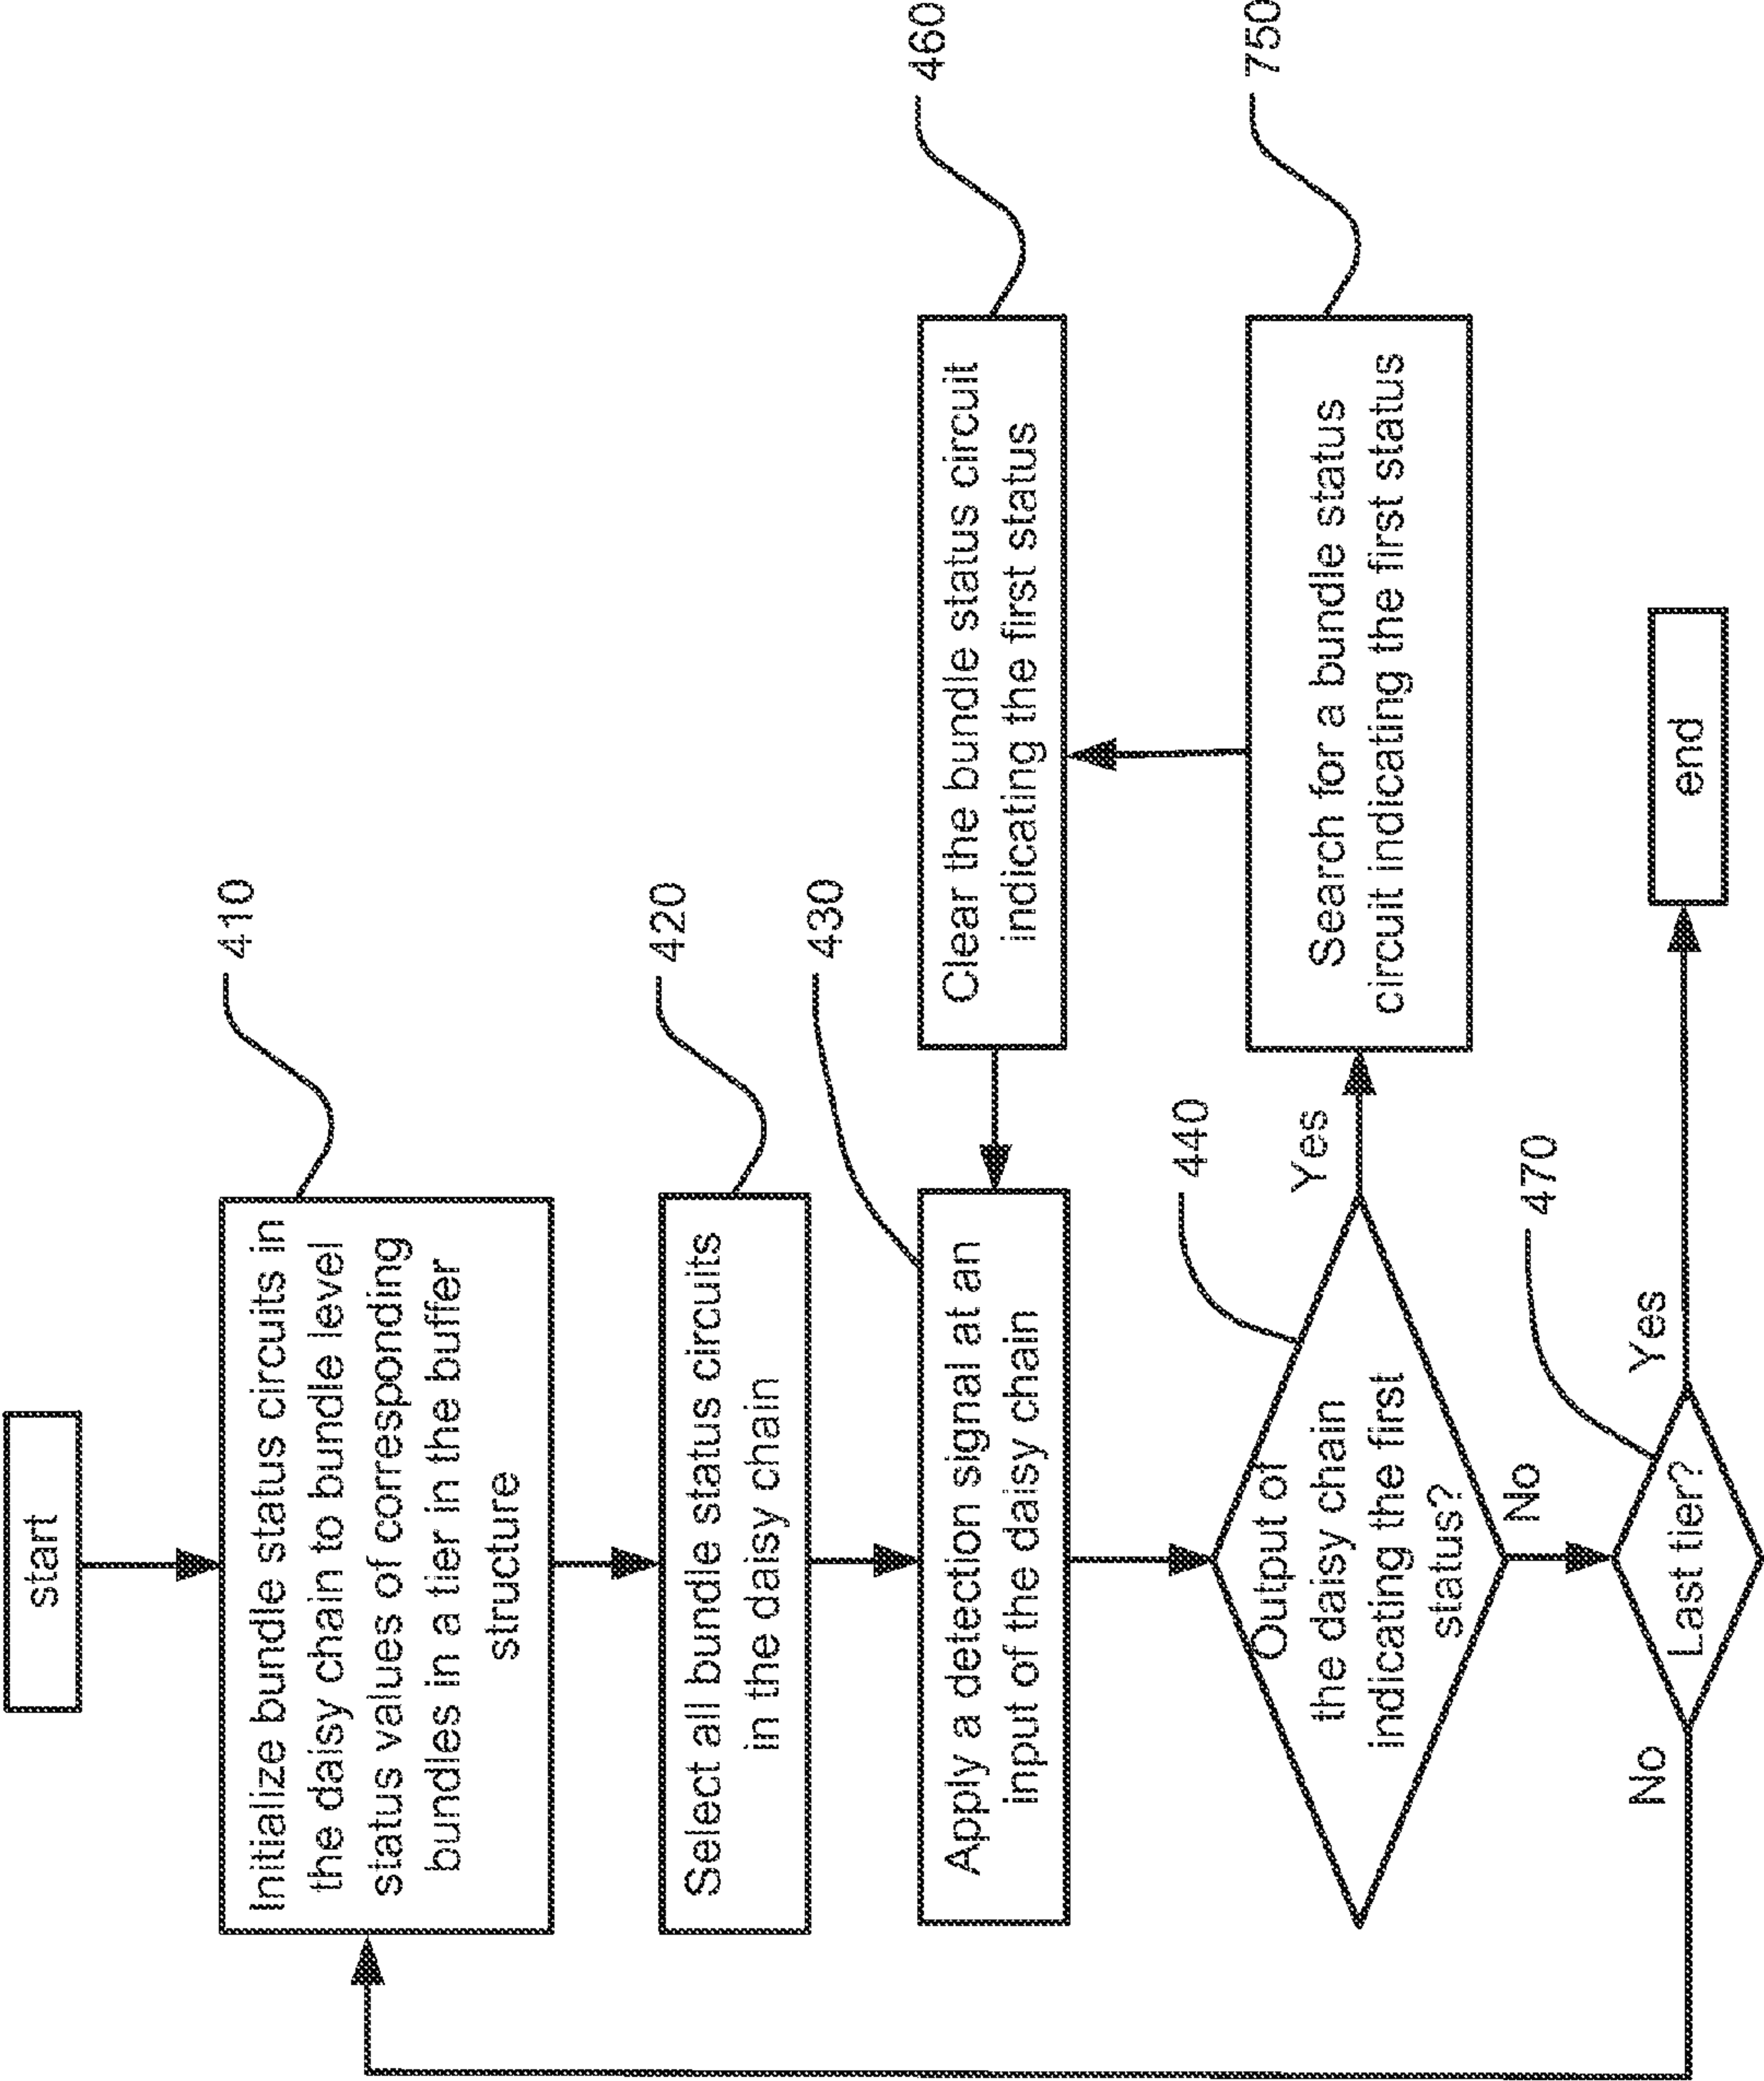 start
410
Initialize bundle status circuits in
the daisy chain to bundle level
status values of corresponding
bundles in a tier in the buffer
structure
420
Select all bundle status circuits
in the daisy chain
430
Apply a detection signal at an
input of the daisy chain
460
Clear the bundle status circuit
indicating the first status
440
Output of
the daisy chain
indicating the first
status?
Yes
No
750
Search for a bundle status
circuit indicating the first status
470
Last tier?
Yes
No
end